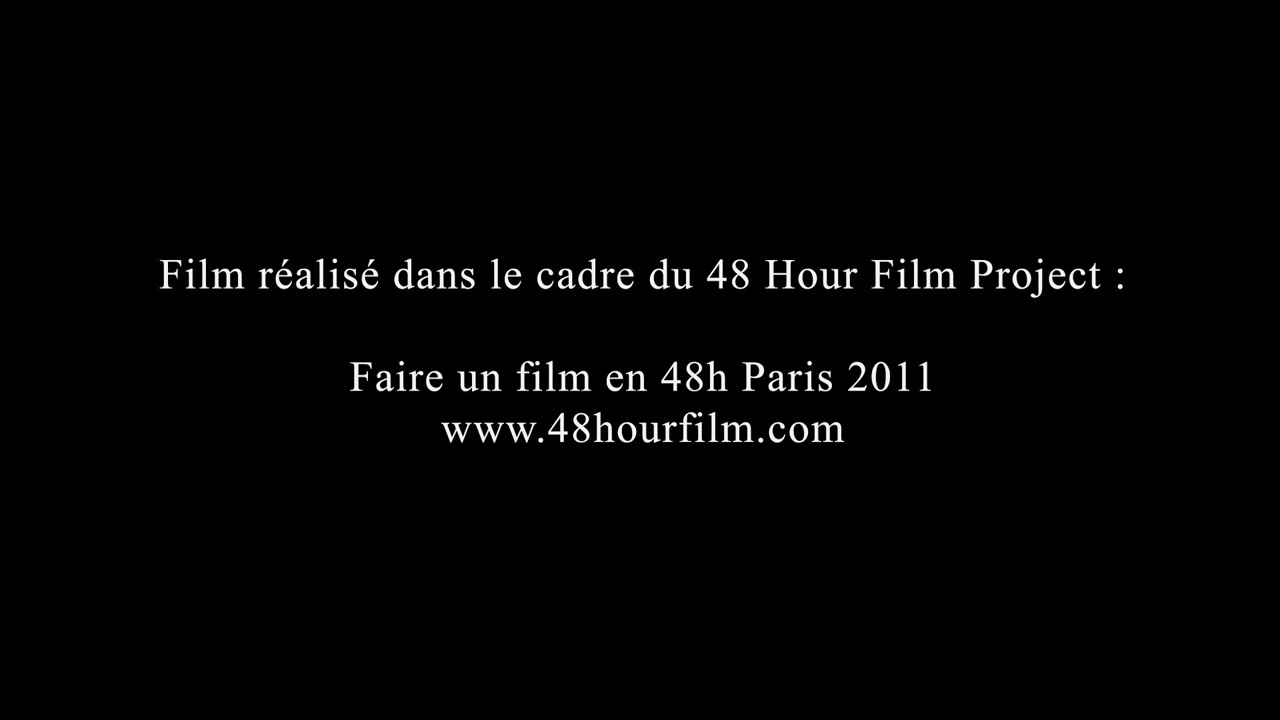 Film réalisé dans le cadre du 48 Hour Film Project :
Faire un film en 48h Paris 2011
www.48hourfilm.com